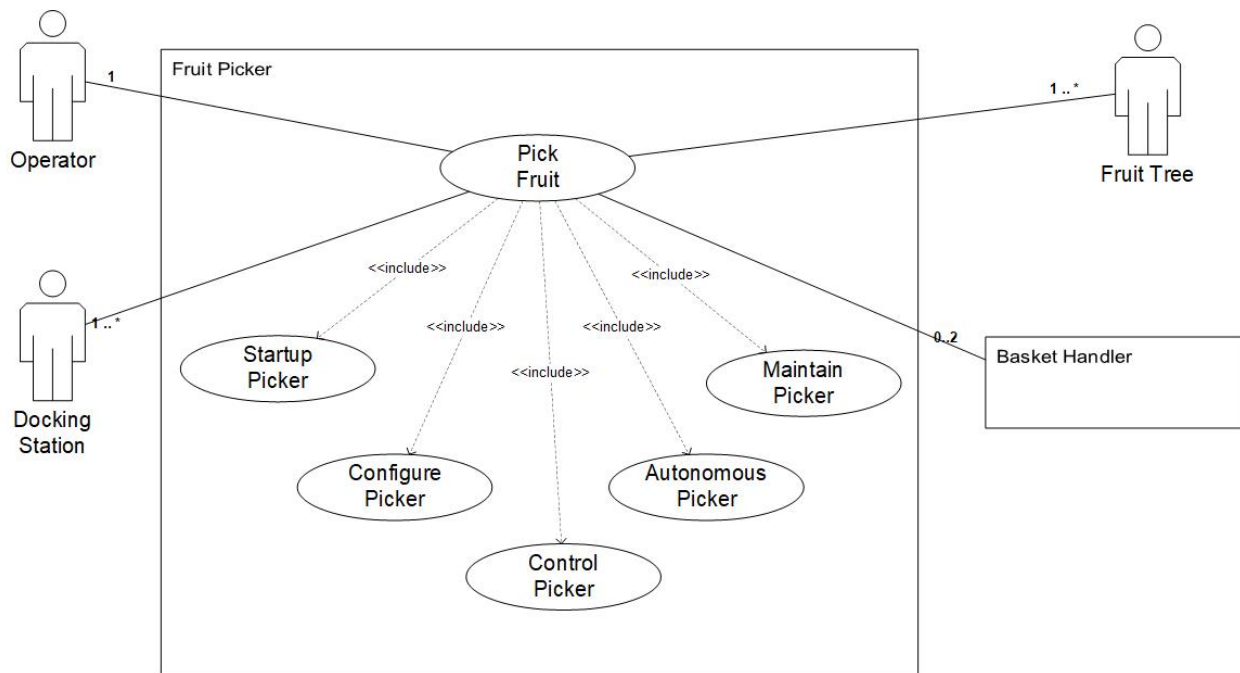 Fruit Picker
1
1 .. *
Operator
Pick
Fruit
Fruit Tree
<<include>>
<<include>>
<<include>>
<<include>>
<<include>>
1 .. *
0..2
Startup
Picker
Maintain
Picker
Basket Handler
Docking
Station
Configure
Picker
Autonomous
Picker
Control
Picker